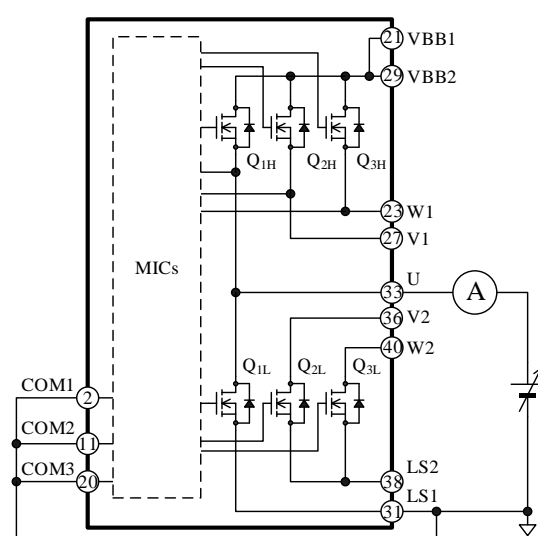 21 VBB1
29 VBB2
Q1H
Q2H
Q3H
23 W1
27 V1
MICs
33 U
A
36 V2
40 W2
Q1L
Q2L
Q3L
COM1
2
COM2
11
COM3
20
LS2
38
LS1
31